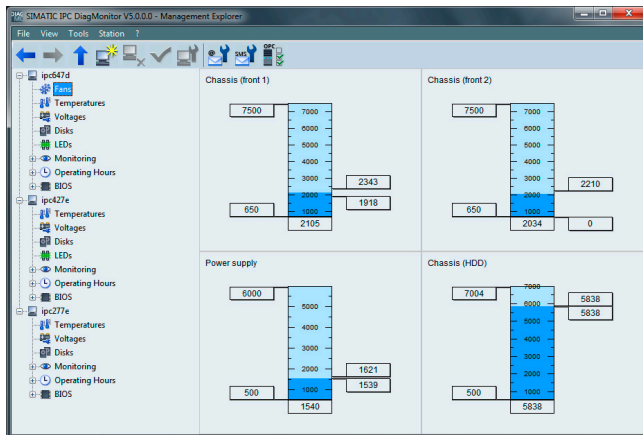 SIMATIC IPC DiagMonitor V5.0.0.0 - Management Explorer
File View Tools Station ?
@ SMS OPC
ipc647d
Fans
Temperatures
Voltages
Disks
LEDs
Monitoring
Operating Hours
BIOS
ipc427e
Temperatures
Voltages
Disks
LEDs
Monitoring
Operating Hours
BIOS
ipc277e
Temperatures
Voltages
Disks
Monitoring
Operating Hours
BIOS
Chassis (front 1)
7500
7000
6000
5000
4000
3000
2343
2000
1918
650
1000
2105
Chassis (front 2)
7500
7000
6000
5000
4000
3000
2210
2000
650
1000
2034
0
Power supply
6000
5000
4000
3000
2000
1621
1539
500
1000
1540
Chassis (HDD)
7004
7000
6000
5838
5838
5000
4000
3000
2000
500
1000
5838